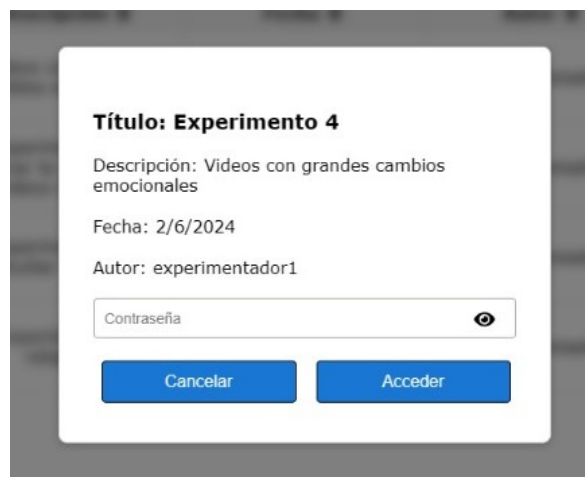 Título: Experimento 4
Descripción: Videos con grandes cambios
emocionales
Fecha: 2/6/2024
Autor: experimentador1
Contraseña
Cancelar
Acceder